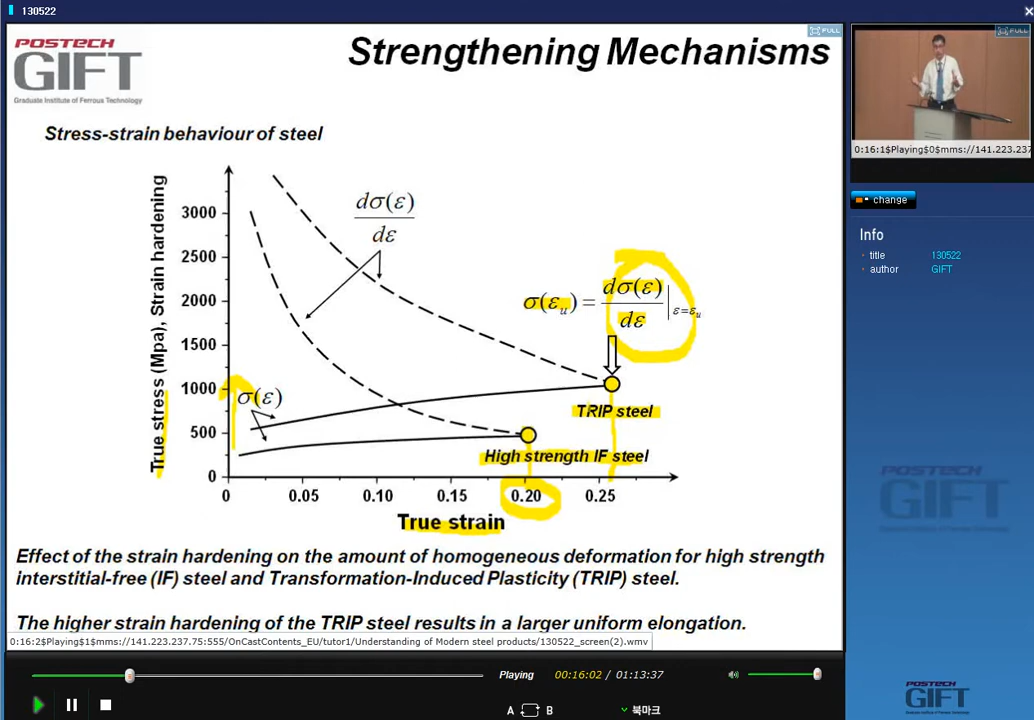 130522
FULL
POSTECH
GIFT
Graduate Institute of Ferrous Technology
Strengthening Mechanisms
Stress-strain behaviour of steel
True stress (Mpa), Strain hardening
3000
2500
2000
1500
1000
500
0
dσ(ε)
dε
σ(ε)
σ(εu) = dσ(ε)
dε
ε=εu
TRIP steel
High strength IF steel
0 0.05 0.10 0.15 0.20 0.25
True strain
Effect of the strain hardening on the amount of homogeneous deformation for high strength
interstitial-free (IF) steel and Transformation-Induced Plasticity (TRIP) steel.
The higher strain hardening of the TRIP steel results in a larger uniform elongation.
0:16:2$Playing$1$mms://141.223.237.75:555/OnCastContents_EU/tutor1/Understanding of Modern steel products/130522_screen(2).wmv
FULL
0:16:1$Playing$0$mms://141.223.237
change
Info
title 130522
author GIFT
POSTECH
GIFT
Playing 00:16:02 / 01:13:37
A B 북마크
POSTECH
GIFT